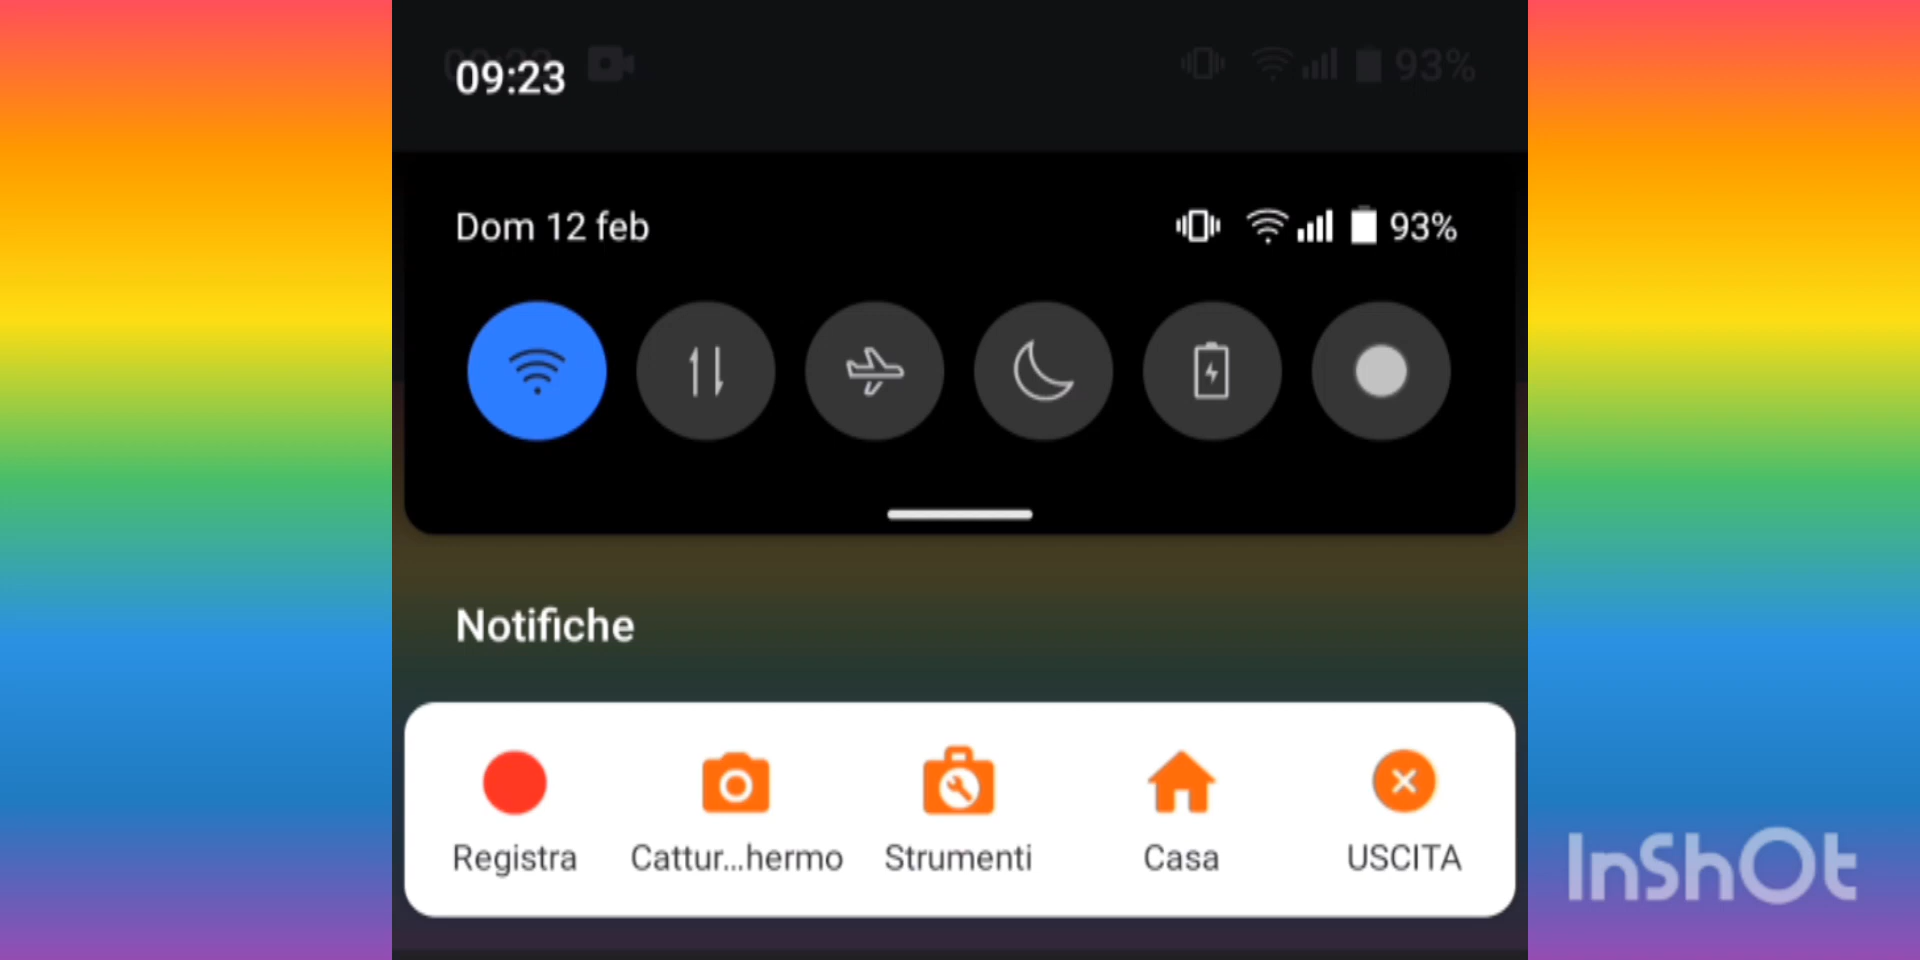 09:23
93%
Dom 12 feb
93%
Notifiche
Registra
Cattur...hermo
Strumenti
Casa
USCITA
InShOt